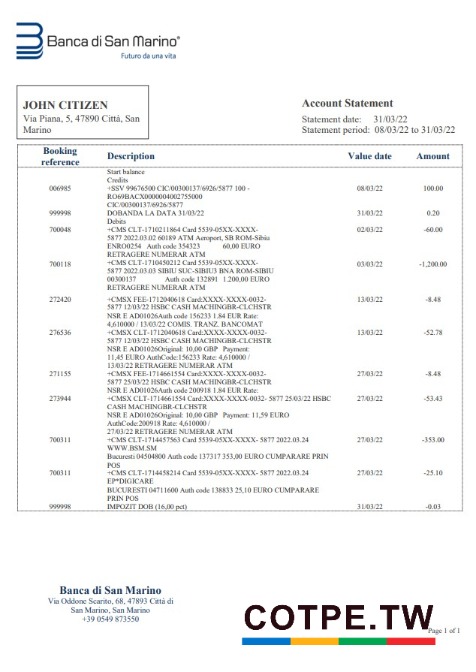 Banca di San Marino®
Futuro da una vita
JOHN CITIZEN
Via Piana, 5, 47890 Città, San
Marino
Account Statement
Statement date: 31/03/22
Statement period: 08/03/22 to 31/03/22
Booking reference Description Value date Amount
Start balance
Credits
006985 +SSV 99676500 CIC/00300137/6926/5877 100 - 08/03/22 100.00
RO69BACX0000004002755000
CIC/00300137/6926/5877
999998 DOBANDA LA DATA 31/03/22 31/03/22 0.20
Debits
700048 +CMS CLT-1710211864 Card 5539-05XX-XXXX- 02/03/22 -60.00
5877 2022.03.02 60189 ATM Aeroport, SB ROM-Sibiu
ENRO0254 Auth code 354323 60,00 EURO
RETRAGERE NUMERAR ATM
700118 +CMS CLT-1710450212 Card 5539-05XX-XXXX- 03/03/22 -1,200.00
5877 2022.03.03 SIBIU SUC-SIBIU3 BNA ROM-SIBIU
00300137 Auth code 132891 1.200,00 EURO
RETRAGERE NUMERAR ATM
272420 +CMSX FEE-1712040618 Card:XXXX-XXXX-0032- 13/03/22 -8.48
5877 12/03/22 HSBC CASH MACHINGBR-CLCHSTR
NSR E AD01026Auth code 156233 1.84 EUR Rate:
4,610000 / 13/03/22 COMIS. TRANZ. BANCOMAT
276536 +CMSX CLT-1712040618 Card:XXXX-XXXX-0032- 13/03/22 -52.78
5877 12/03/22 HSBC CASH MACHINGBR-CLCHSTR
NSR E AD01026Original: 10,00 GBP Payment:
11,45 EURO AuthCode:156233 Rate: 4,610000 /
13/03/22 RETRAGERE NUMERAR ATM
271155 +CMSX FEE-1714661554 Card:XXXX-XXXX-0032- 27/03/22 -8.48
5877 25/03/22 HSBC CASH MACHINGBR-CLCHSTR
NSR E AD01026Auth code 200918 1.84 EUR Rate:
273944 +CMSX CLT-1714661554 Card:XXXX-XXXX-0032- 5877 25/03/22 HSBC 27/03/22 -53.43
CASH MACHINGBR-CLCHSTR
NSR E AD01026Original: 10,00 GBP Payment: 11,59 EURO
AuthCode:200918 Rate: 4,610000/
27/03/22 RETRAGERE NUMERAR ATM
700311 +CMS CLT-1714457563 Card 5539-05XX-XXXX- 5877 2022.03.24 27/03/22 -353.00
WWW.BSM.SM
Bucuresti 04504800 Auth code 137317 353,00 EURO CUMPARARE PRIN
POS
700311 +CMS CLT-1714458214 Card 5539-05XX-XXXX- 5877 2022.03.24 27/03/22 -25.10
EP*DIGICARE
BUCURESTI 04711600 Auth code 138833 25,10 EURO CUMPARARE
PRIN POS
999998 IMPOZIT DOB (16,00 pct) 31/03/22 -0.03
Banca di San Marino
Via Oddone Scarito, 68, 47893 Città di
San Marino, San Marino
+39 0549 873550
COTPE.TW
Page 1 of 1